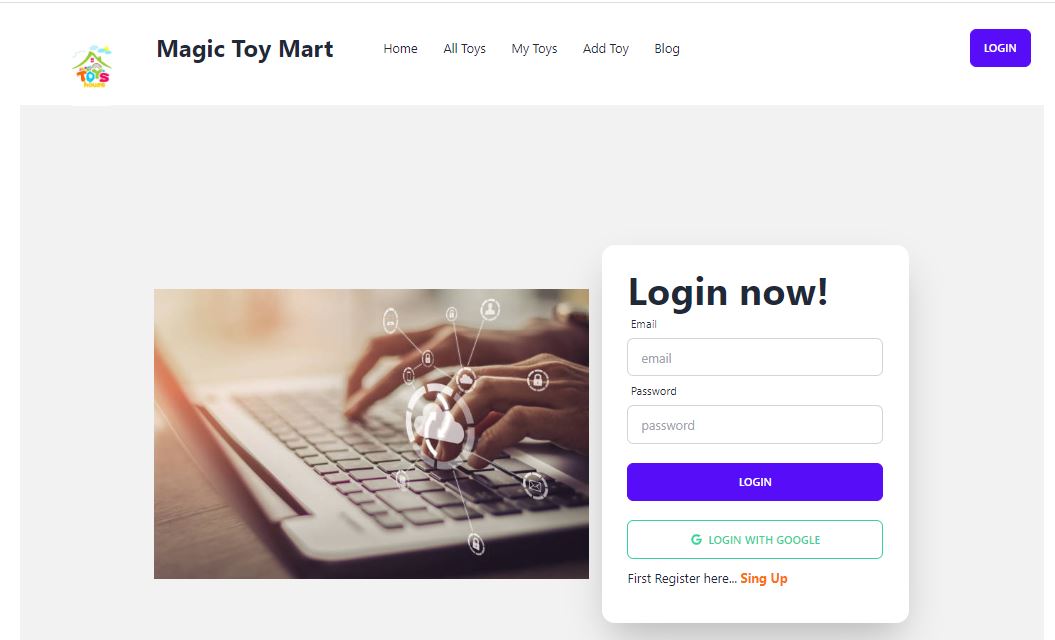 TOYS
house
Magic Toy Mart
Home
All Toys
My Toys
Add Toy
Blog
LOGIN
Login now!
Email
email
Password
password
LOGIN
G LOGIN WITH GOOGLE
First Register here... Sing Up